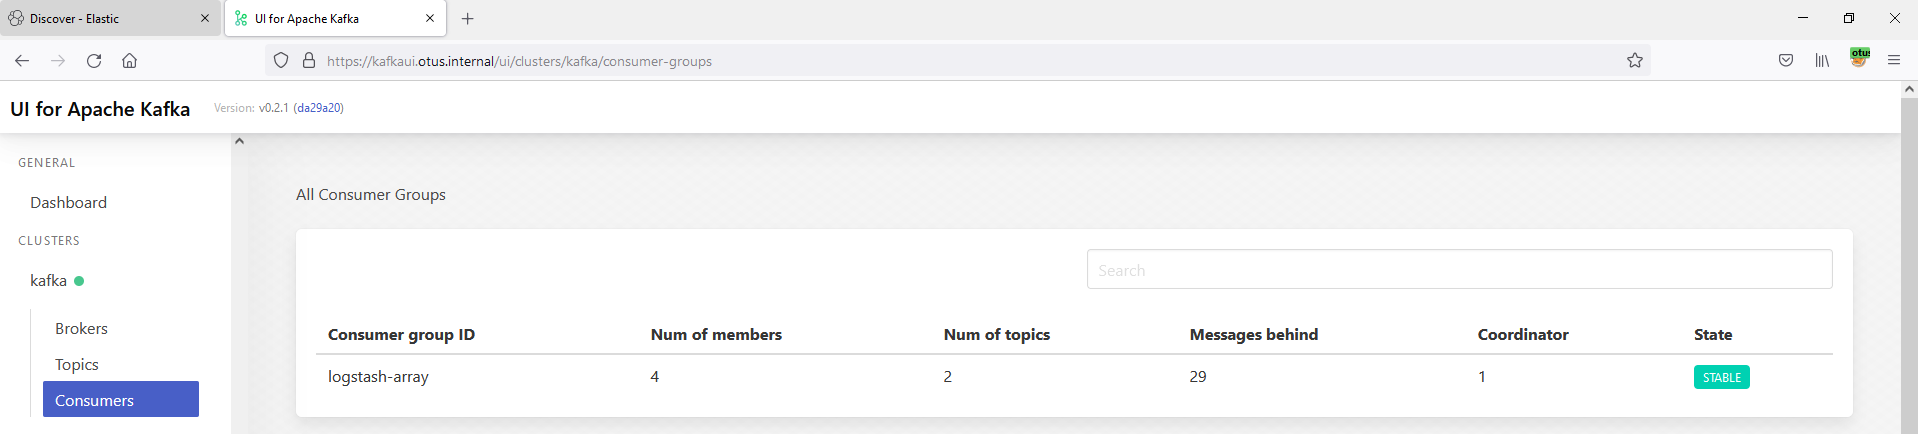 Discover - Elastic
UI for Apache Kafka
https://kafkaui.otus.internal/ui/clusters/kafka/consumer-groups
otus
UI for Apache Kafka Version: v0.2.1 (da29a20)
GENERAL
Dashboard
CLUSTERS
kafka
Brokers
Topics
Consumers
All Consumer Groups
Search
Consumer group ID Num of members Num of topics Messages behind Coordinator State
logstash-array 4 2 29 1 STABLE